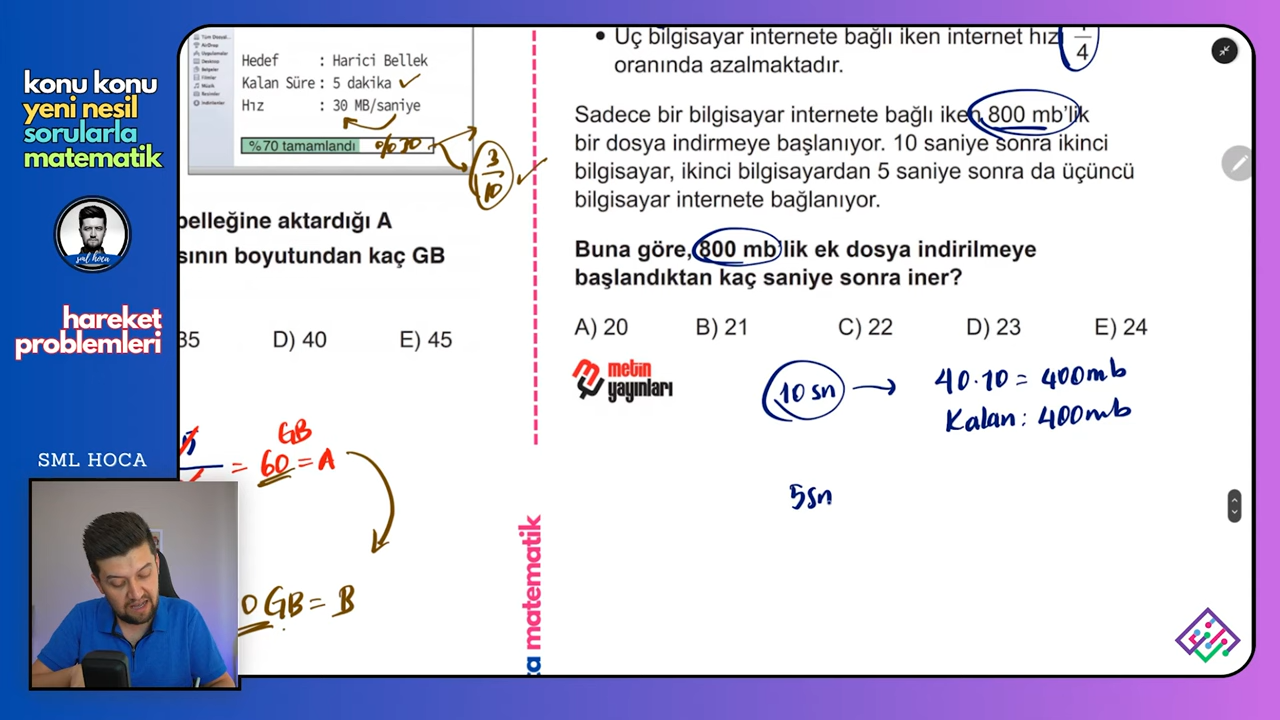 konu konu
yeni nesil
sorularla
matematik
sml hoca
hareket
problemleri
SML HOCA
Hedef : Harici Bellek
Kalan Süre : 5 dakika
Hız : 30 MB/saniye
%70 tamamlandı %30
3
10
belleğine aktardığı A
sının boyutundan kaç GB
35 D) 40 E) 45
GB
= 60 = A
0 GB = B
matematik
• Üç bilgisayar internete bağlı iken internet hızı
4
oranında azalmaktadır.
Sadece bir bilgisayar internete bağlı iken 800 mb'lik
bir dosya indirmeye başlanıyor. 10 saniye sonra ikinci
bilgisayar, ikinci bilgisayardan 5 saniye sonra da üçüncü
bilgisayar internete bağlanıyor.
Buna göre, 800 mb'lik ek dosya indirilmeye
başlandıktan kaç saniye sonra iner?
A) 20 B) 21 C) 22 D) 23 E) 24
metin
yayınları
10 sn → 40·10 = 400mb
Kalan: 400mb
5sn